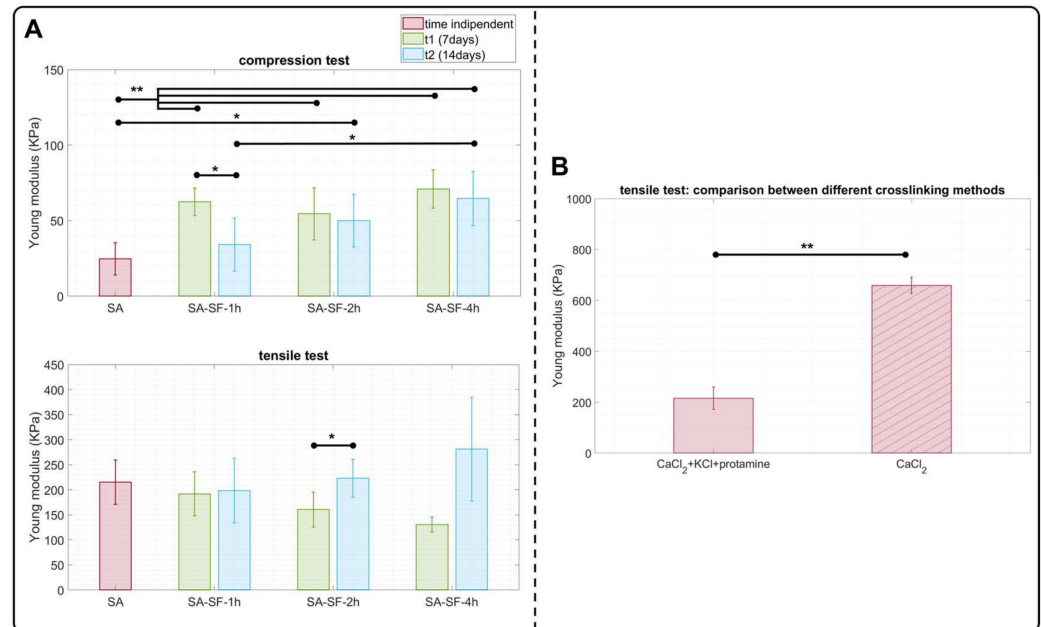 A
time indipendent
t1 (7days)
t2 (14days)
compression test
Young modulus (KPa)
150
100
50
0
**
*
*
*
SA
SA-SF-1h
SA-SF-2h
SA-SF-4h
tensile test
Young modulus (KPa)
450
400
350
300
250
200
150
100
50
0
*
SA
SA-SF-1h
SA-SF-2h
SA-SF-4h
B
tensile test: comparison between different crosslinking methods
Young modulus (KPa)
1000
800
600
400
200
0
**
CaCl₂+KCl+protamine
CaCl₂